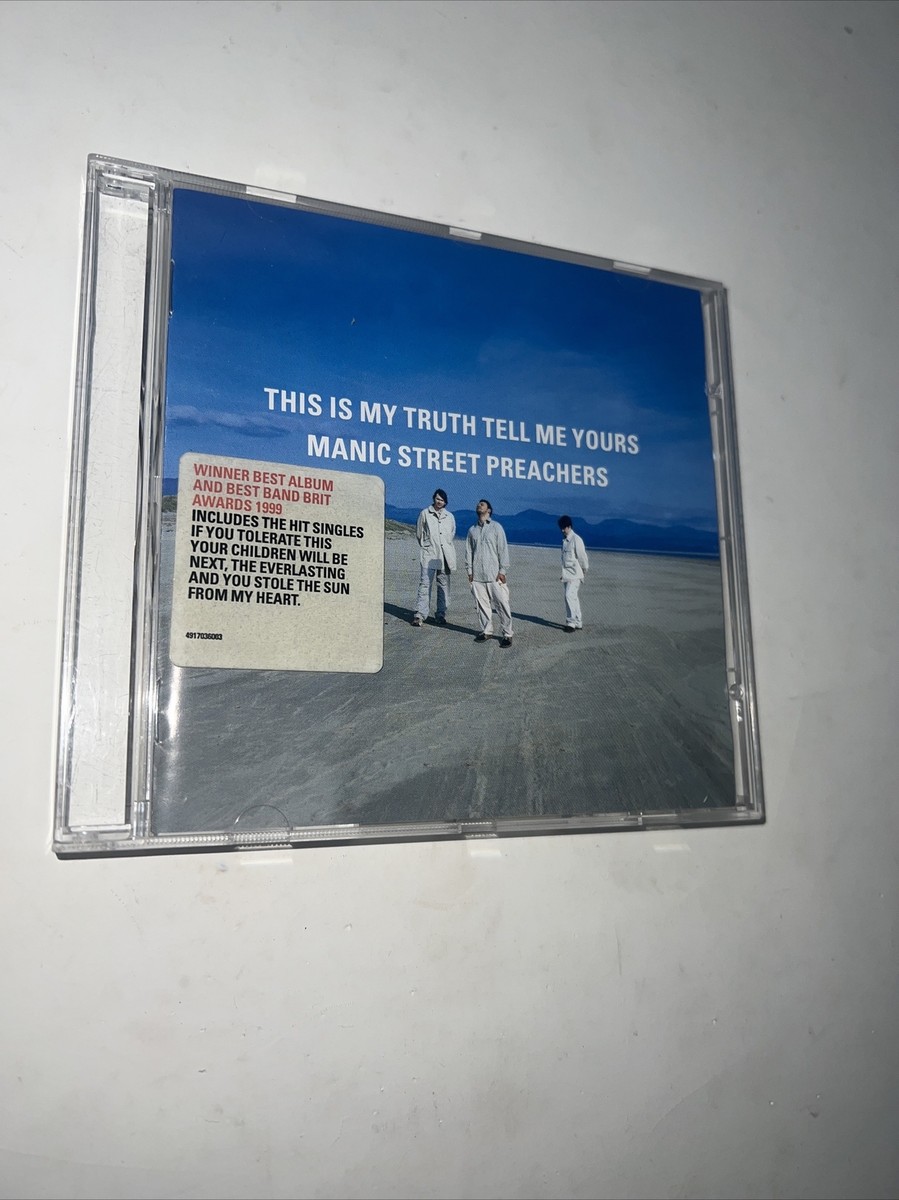 THIS IS MY TRUTH TELL ME YOURS
MANIC STREET PREACHERS
WINNER BEST ALBUM
AND BEST BAND BRIT
AWARDS 1999
INCLUDES THE HIT SINGLES
IF YOU TOLERATE THIS
YOUR CHILDREN WILL BE
NEXT, THE EVERLASTING
AND YOU STOLE THE SUN
FROM MY HEART.
4917036003